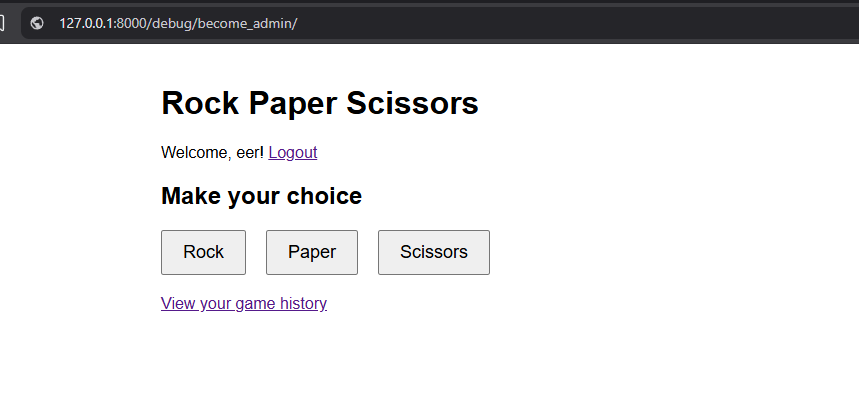 127.0.0.1:8000/debug/become_admin/
Rock Paper Scissors
Welcome, eer! Logout
Make your choice
Rock Paper Scissors
View your game history